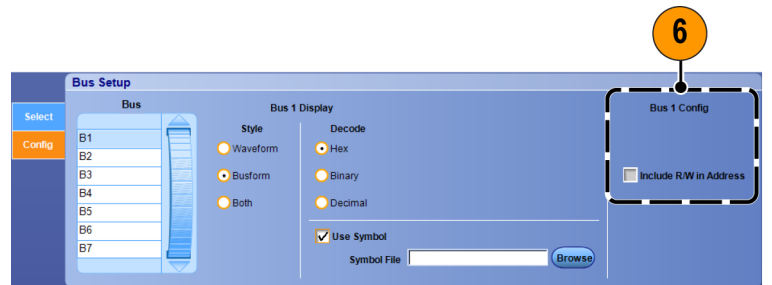 6
Bus Setup
Select
Config
Bus
B1
B2
B3
B4
B5
B6
B7
Bus 1 Display
Style
Waveform
Busform
Both
Decode
Hex
Binary
Decimal
Use Symbol
Symbol File
Browse
Bus 1 Config
Include R/W in Address